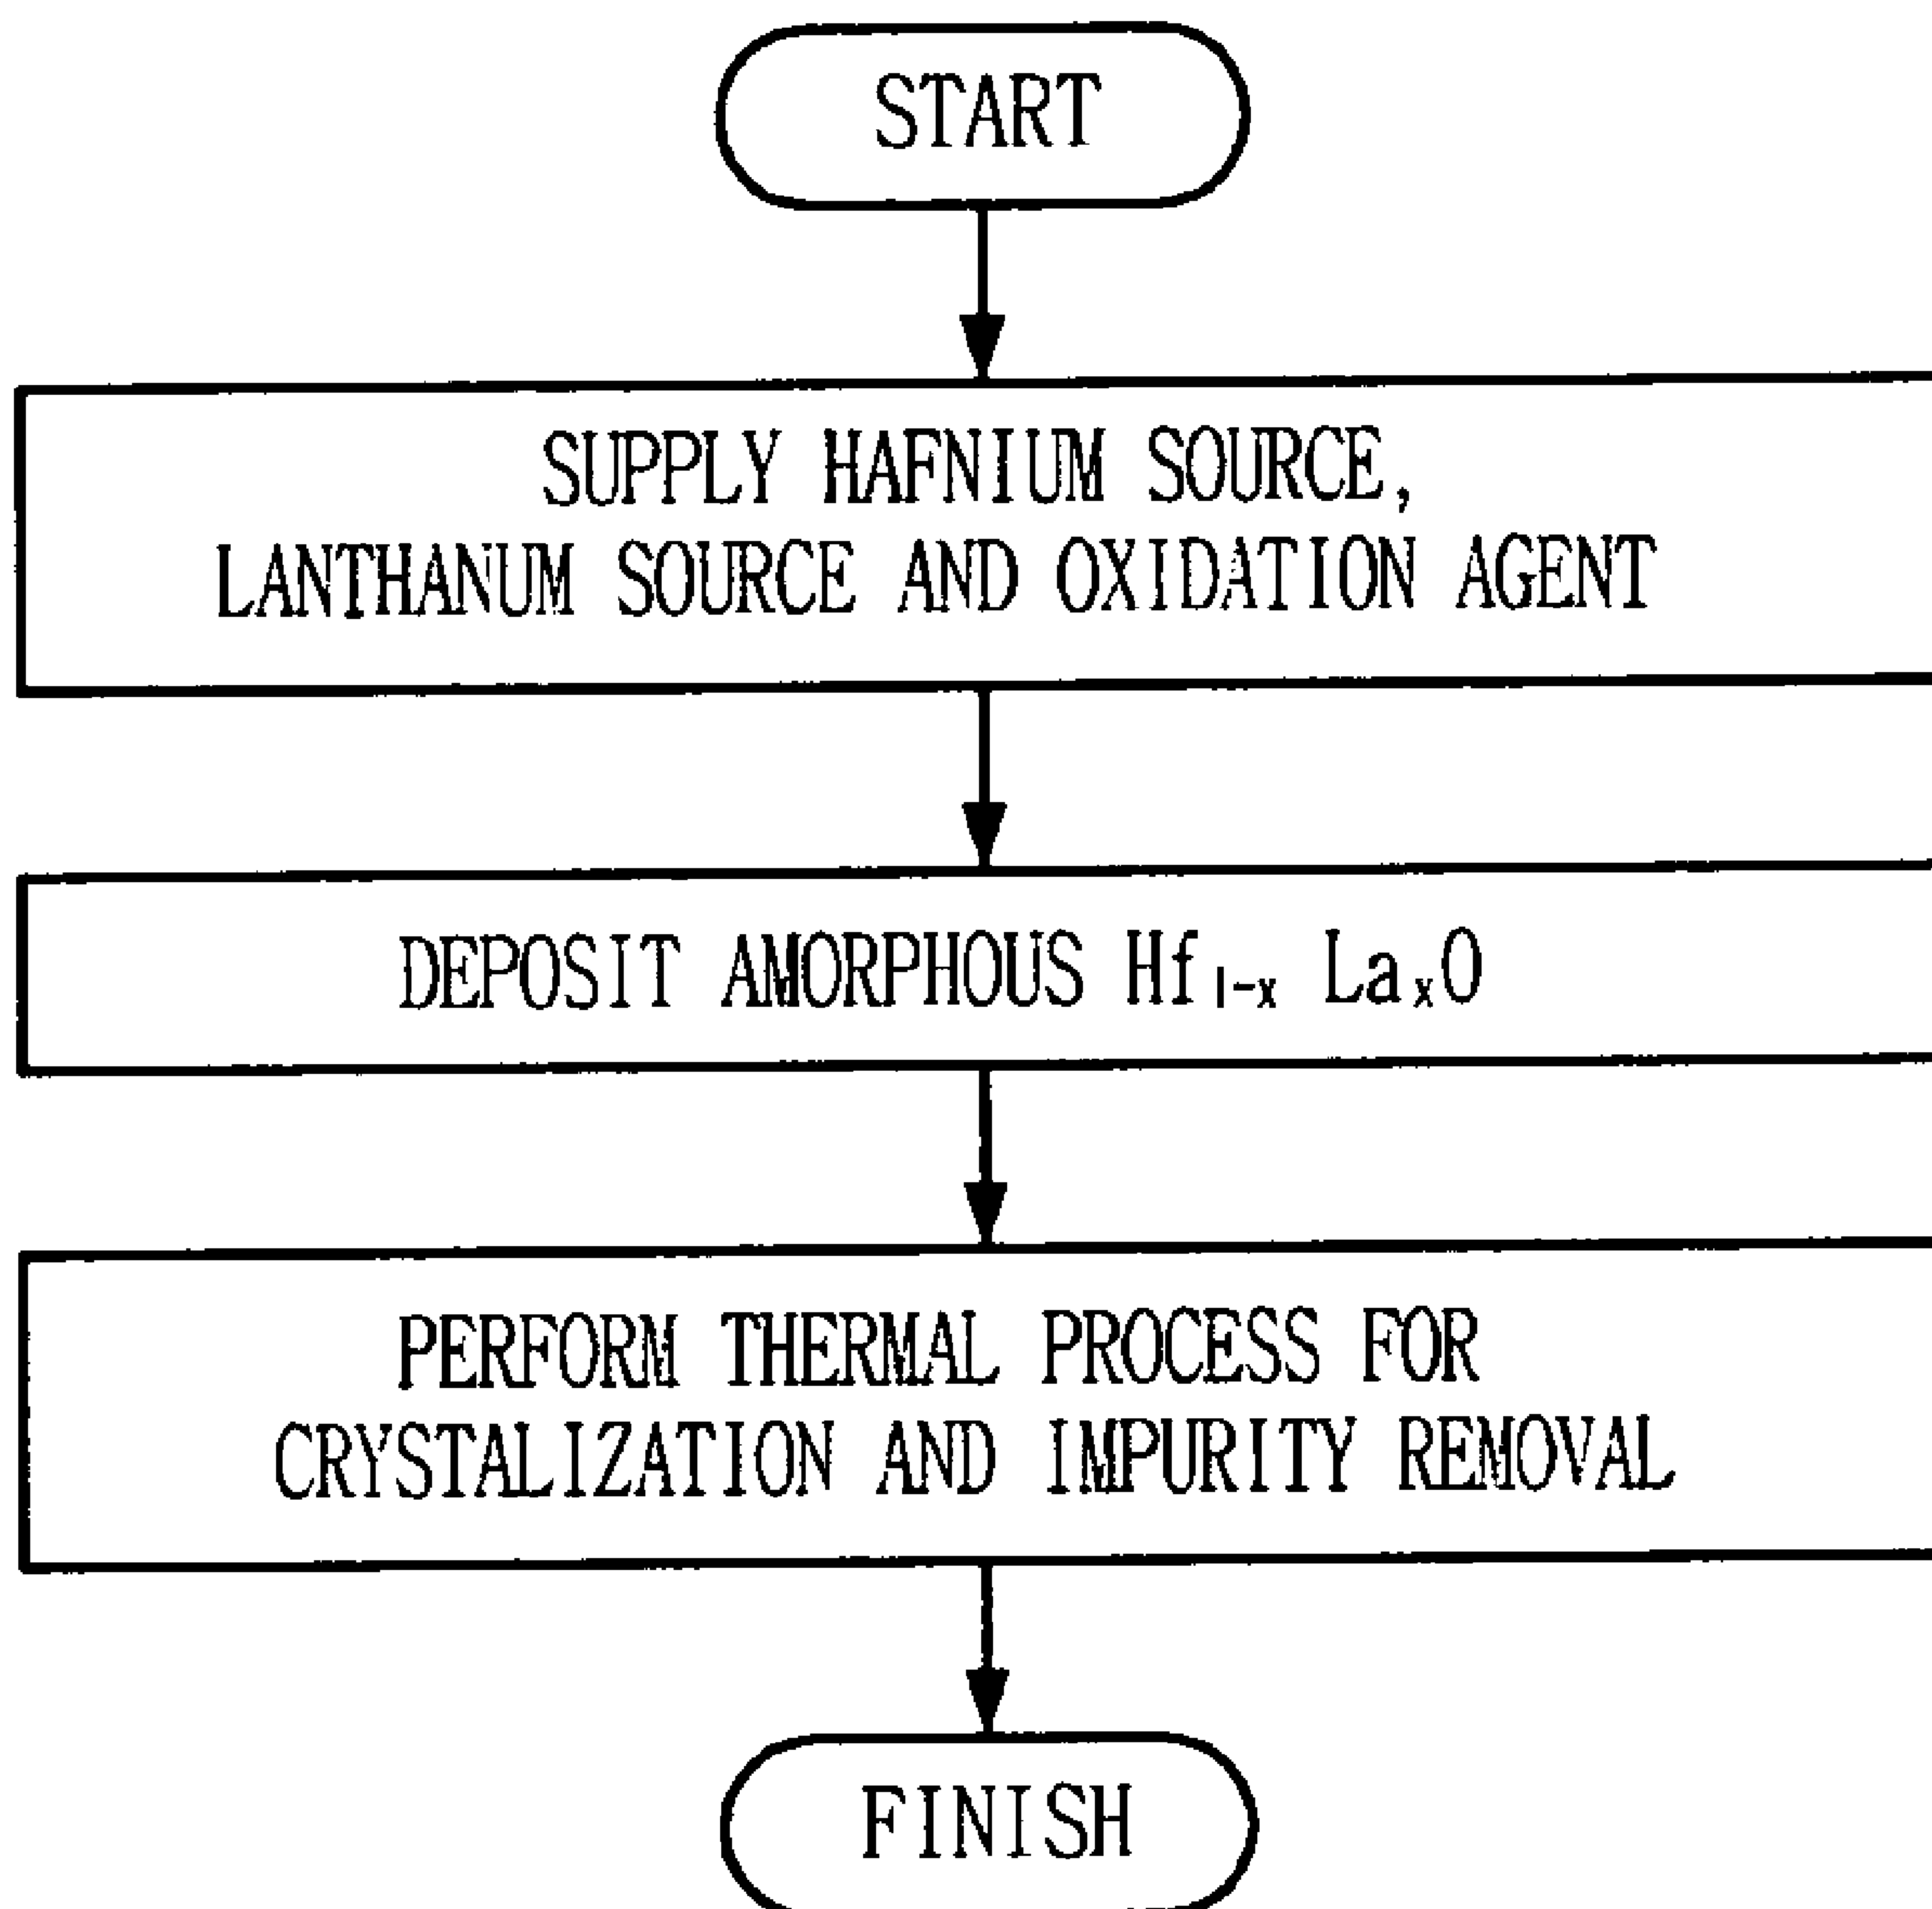 START
SUPPLY HAFNIUM SOURCE,
LANTHANUM SOURCE AND OXIDATION AGENT
DEPOSIT AMORPHOUS Hf₁₋ₓ LaₓO
PERFORM THERMAL PROCESS FOR
CRYSTALIZATION AND IMPURITY REMOVAL
FINISH